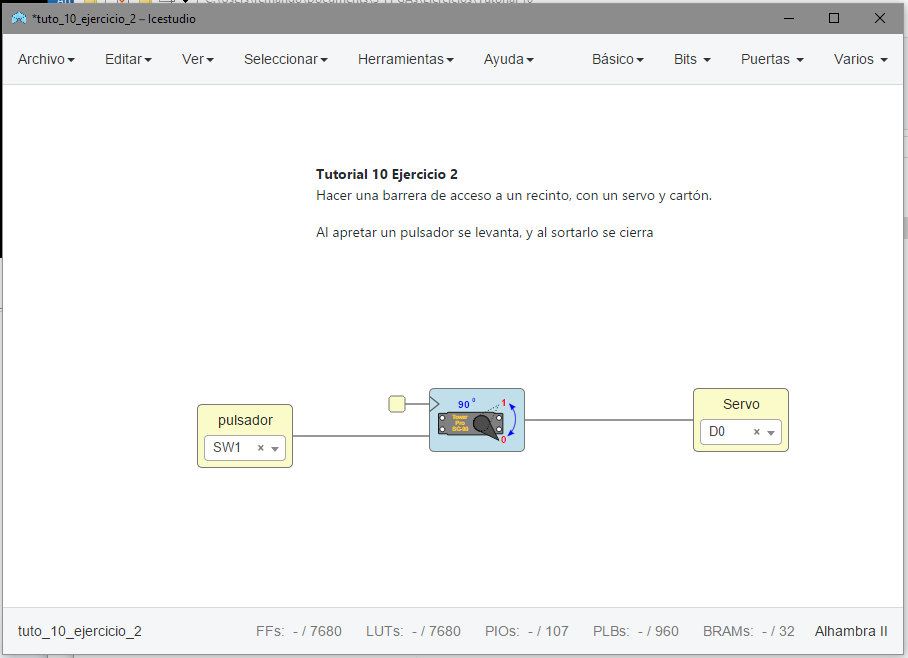 *tuto_10_ejercicio_2 – Icestudio
Archivo Editar Ver Seleccionar Herramientas Ayuda Básico Bits Puertas Varios
Tutorial 10 Ejercicio 2
Hacer una barrera de acceso a un recinto, con un servo y cartón.
Al apretar un pulsador se levanta, y al sortarlo se cierra
pulsador
SW1 ×
90 º
1
Tower
Pro
SG-90
0
Servo
D0 ×
tuto_10_ejercicio_2 FFs: - / 7680 LUTs: - / 7680 PIOs: - / 107 PLBs: - / 960 BRAMs: - / 32 Alhambra II